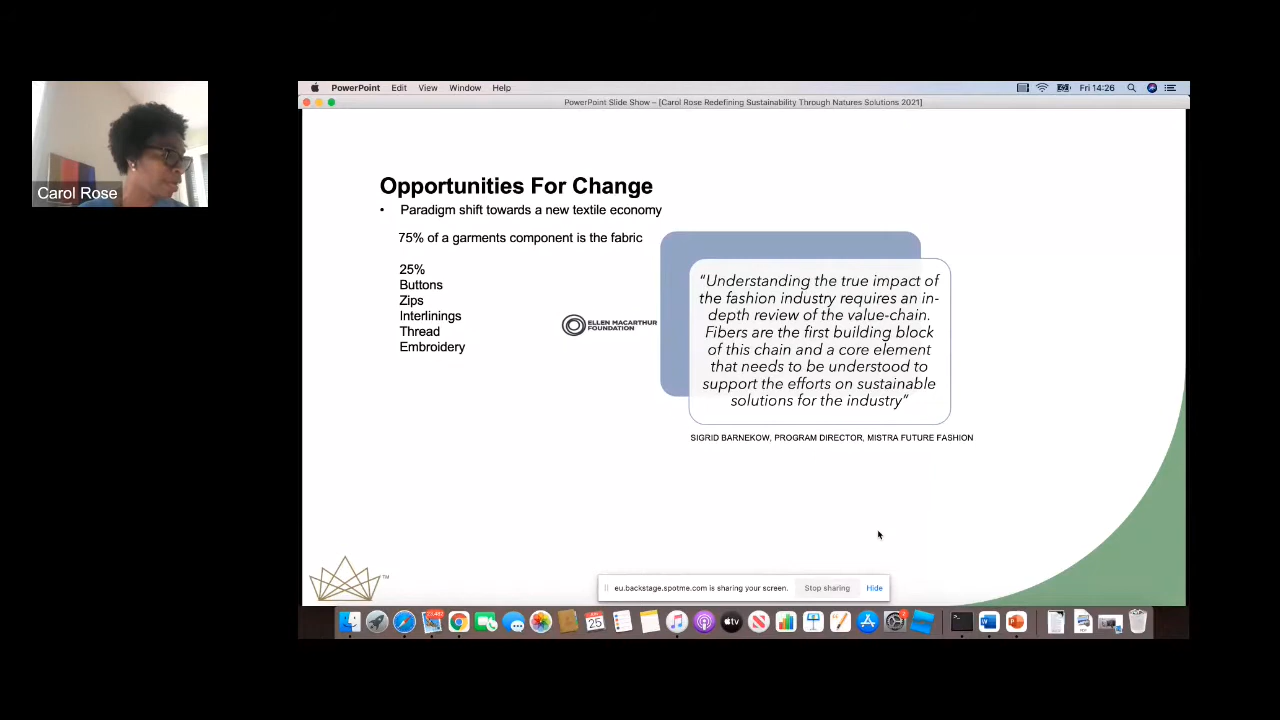 PowerPoint Edit View Window Help
Fri 14:26
PowerPoint Slide Show – [Carol Rose Redefining Sustainability Through Natures Solutions 2021]
Carol Rose
Opportunities For Change
• Paradigm shift towards a new textile economy
75% of a garments component is the fabric
25%
Buttons
Zips
Interlinings
Thread
Embroidery
ELLEN MACARTHUR
FOUNDATION
“Understanding the true impact of
the fashion industry requires an in-
depth review of the value-chain.
Fibers are the first building block
of this chain and a core element
that needs to be understood to
support the efforts on sustainable
solutions for the industry”
SIGRID BARNEKOW, PROGRAM DIRECTOR, MISTRA FUTURE FASHION
TM
eu.backstage.spotme.com is sharing your screen. Stop sharing Hide
25
tv